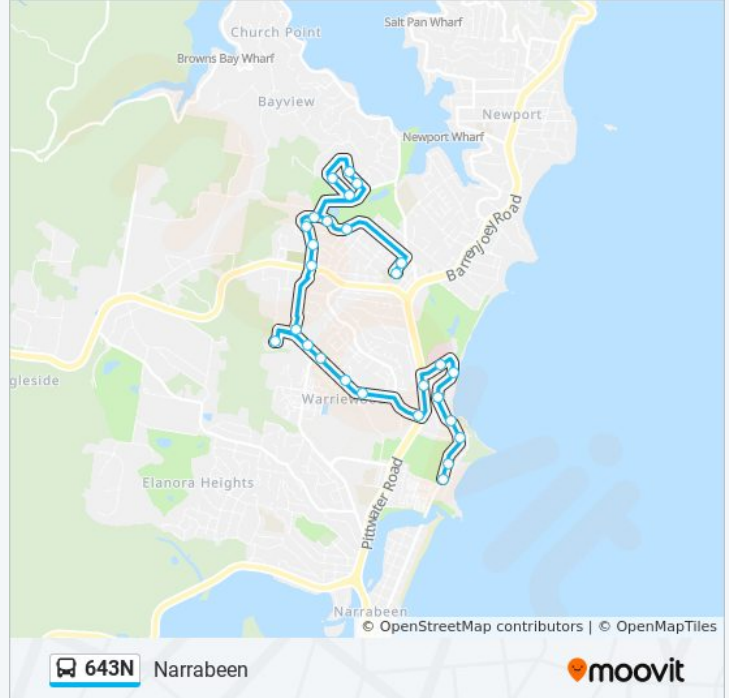 Salt Pan Wharf
Church Point
Browns Bay Wharf
Bayview
Newport
Newport Wharf
Barrenjoey Road
gleside
Warriewoo
Elanora Heights
Pittwater Road
Narrabeen
© OpenStreetMap contributors | © OpenMapTiles
643N Narrabeen
moovit